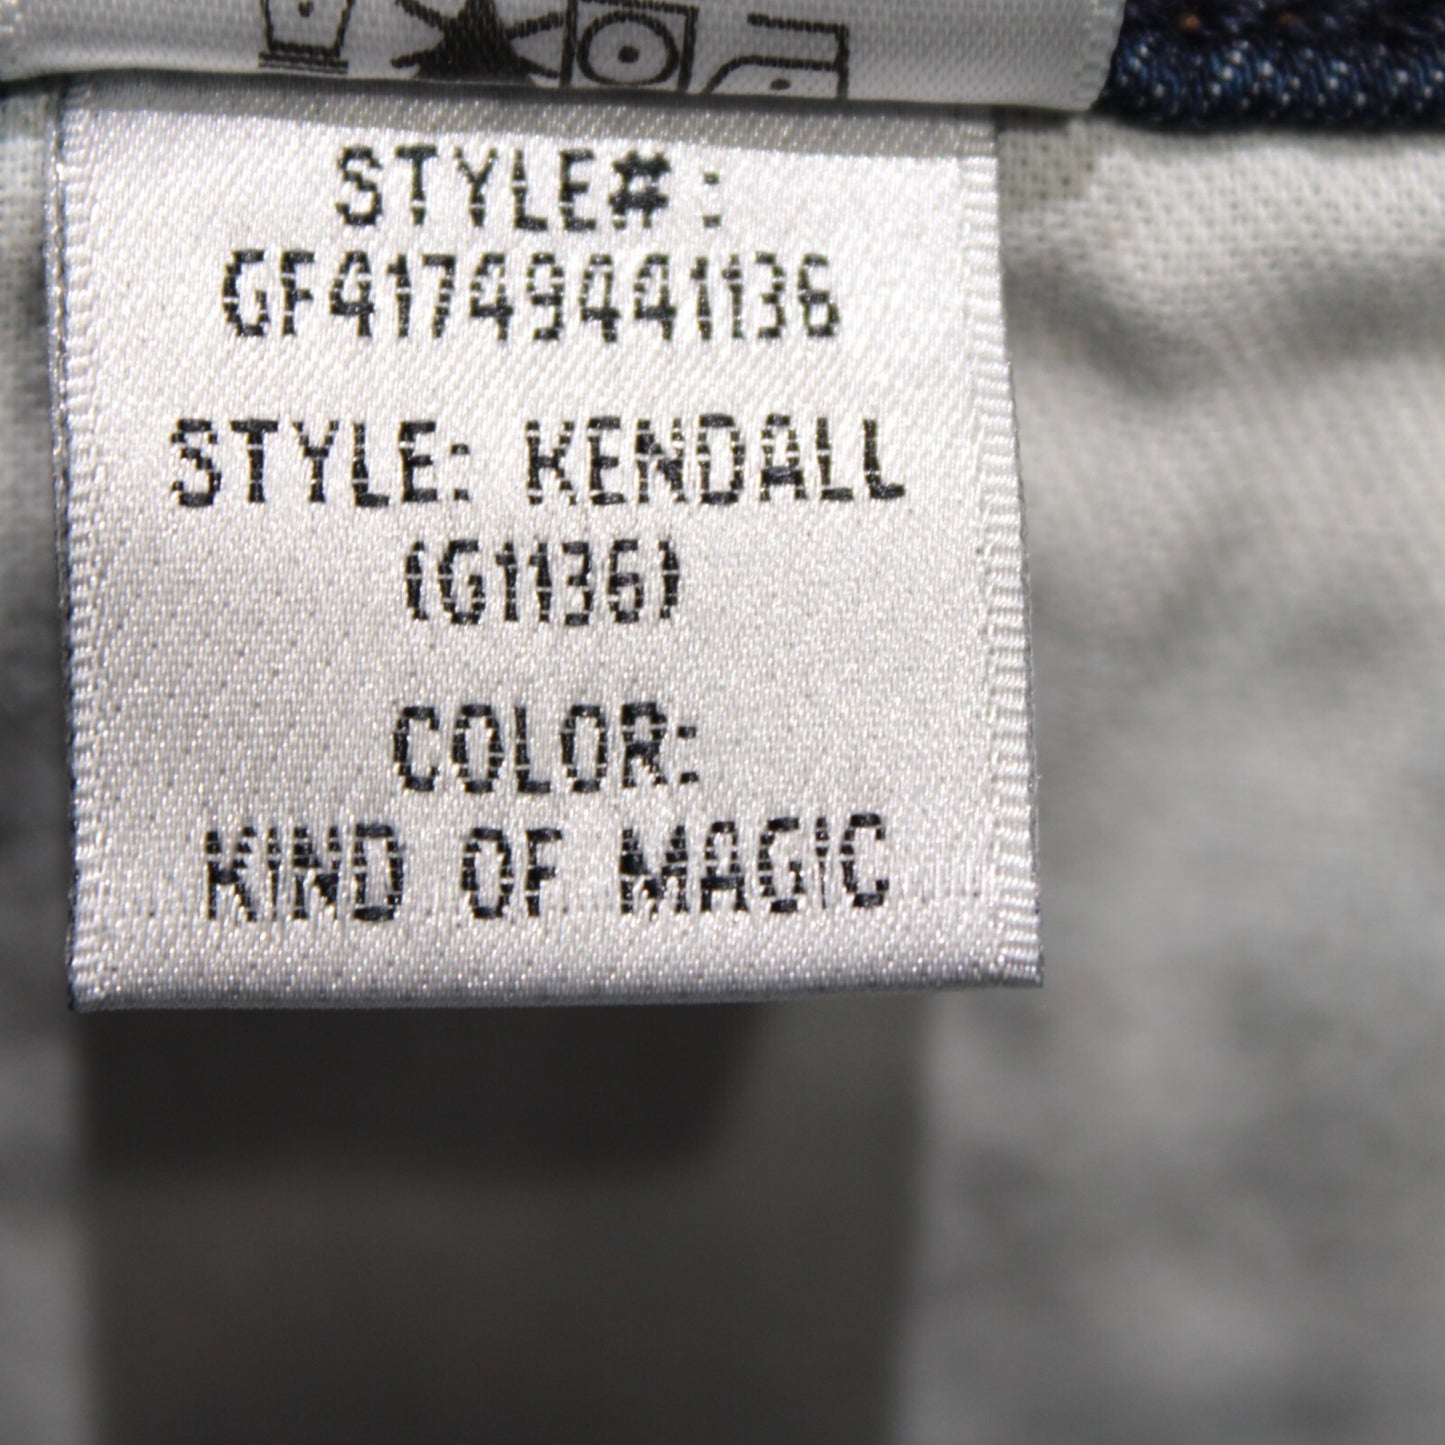 STYLE#:
GF41749441136
STYLE: KENDALL
(G1136)
COLOR:
KIND OF MAGIC